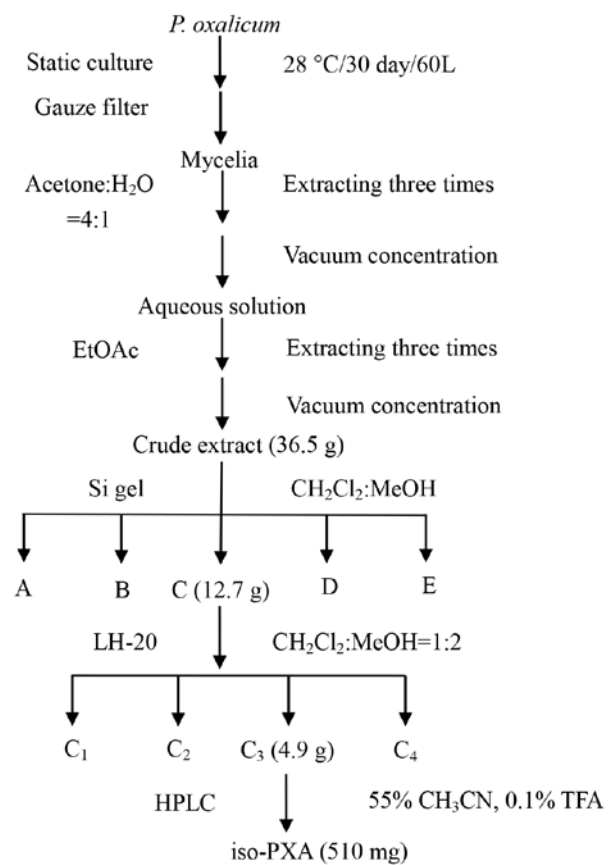 P. oxalicum
Static culture 28 °C/30 day/60L
Gauze filter
Mycelia
Acetone:H₂O Extracting three times
=4:1
Vacuum concentration
Aqueous solution
EtOAc Extracting three times
Vacuum concentration
Crude extract (36.5 g)
Si gel CH₂Cl₂:MeOH
A B C (12.7 g) D E
LH-20 CH₂Cl₂:MeOH=1:2
C₁ C₂ C₃ (4.9 g) C₄
HPLC 55% CH₃CN, 0.1% TFA
iso-PXA (510 mg)